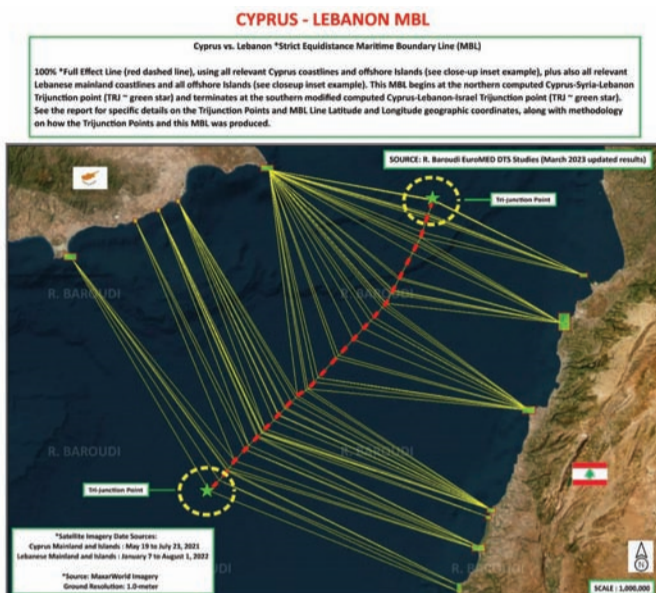 CYPRUS - LEBANON MBL
Cyprus vs. Lebanon *Strict Equidistance Maritime Boundary Line (MBL)
100% *Full Effect Line (red dashed line), using all relevant Cyprus coastlines and offshore Islands (see close-up inset example), plus also all relevant
Lebanese mainland coastlines and all offshore Islands (see closeup inset example). This MBL begins at the northern computed Cyprus-Syria-Lebanon
Trijunction point (TRJ ~ green star) and terminates at the southern modified computed Cyprus-Lebanon-Israel Trijunction point (TRJ ~ green star).
See the report for specific details on the Trijunction Points and MBL Line Latitude and Longitude geographic coordinates, along with methodology
on how the Trijunction Points and this MBL was produced.
SOURCE: R. Baroudi EuroMED DTS Studies (March 2023 updated results)
Tri-junction Point
R. BAROUDI
R. BAROUDI
R. BAROUDI
R. BAROUDI
Tri-junction Point
*Satellite Imagery Date Sources:
Cyprus Mainland and Islands : May 19 to July 23, 2021
Lebanese Mainland and Islands : January 7 to August 1, 2022
*Source: MaxarWorld Imagery
Ground Resolution: 1.0-meter
R. BAROUDI
R. BAROUDI
N
SCALE : 1,000,000